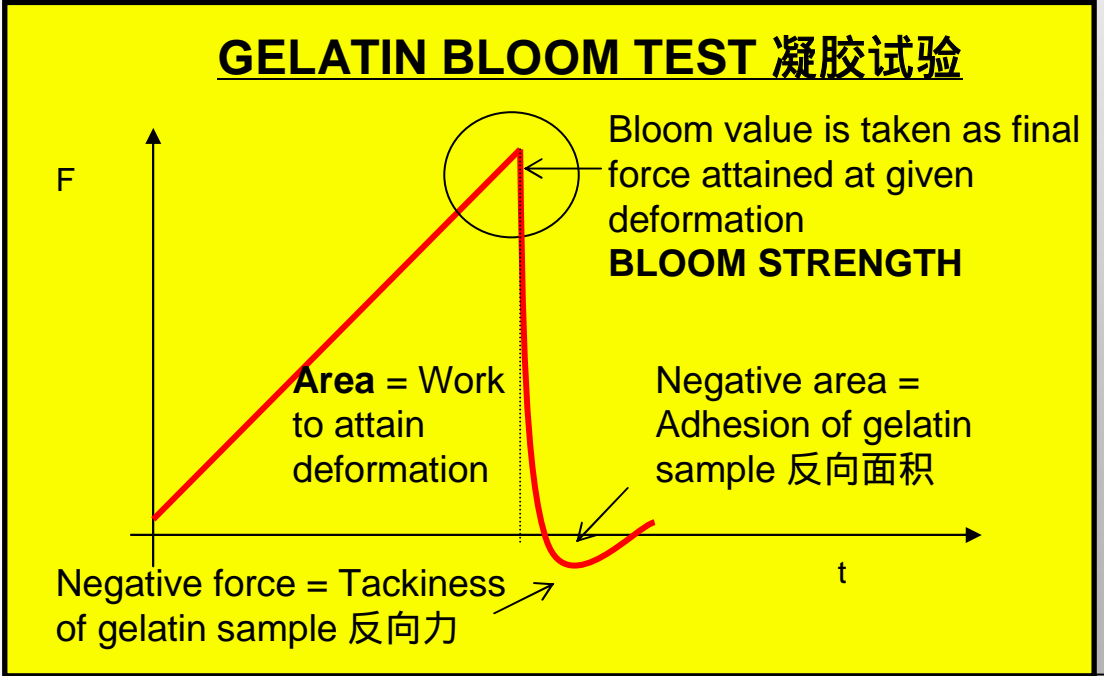 GELATIN BLOOM TEST 凝胶试验
F
Bloom value is taken as final
force attained at given
deformation
BLOOM STRENGTH
Area = Work
to attain
deformation
Negative area =
Adhesion of gelatin
sample 反向面积
Negative force = Tackiness
of gelatin sample 反向力
t